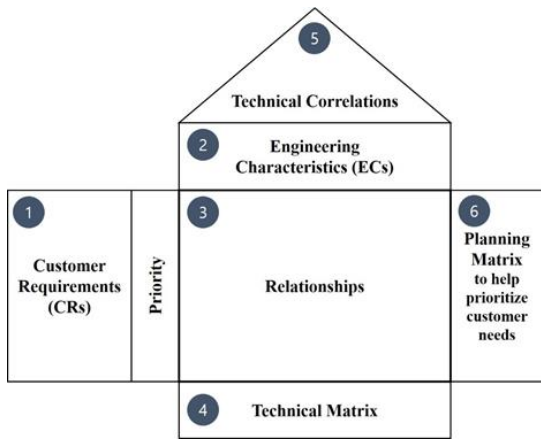 5
Technical Correlations
2
Engineering
Characteristics (ECs)
1
Customer
Requirements
(CRs)
Priority
3
Relationships
6
Planning
Matrix
to help
prioritize
customer
needs
4
Technical Matrix